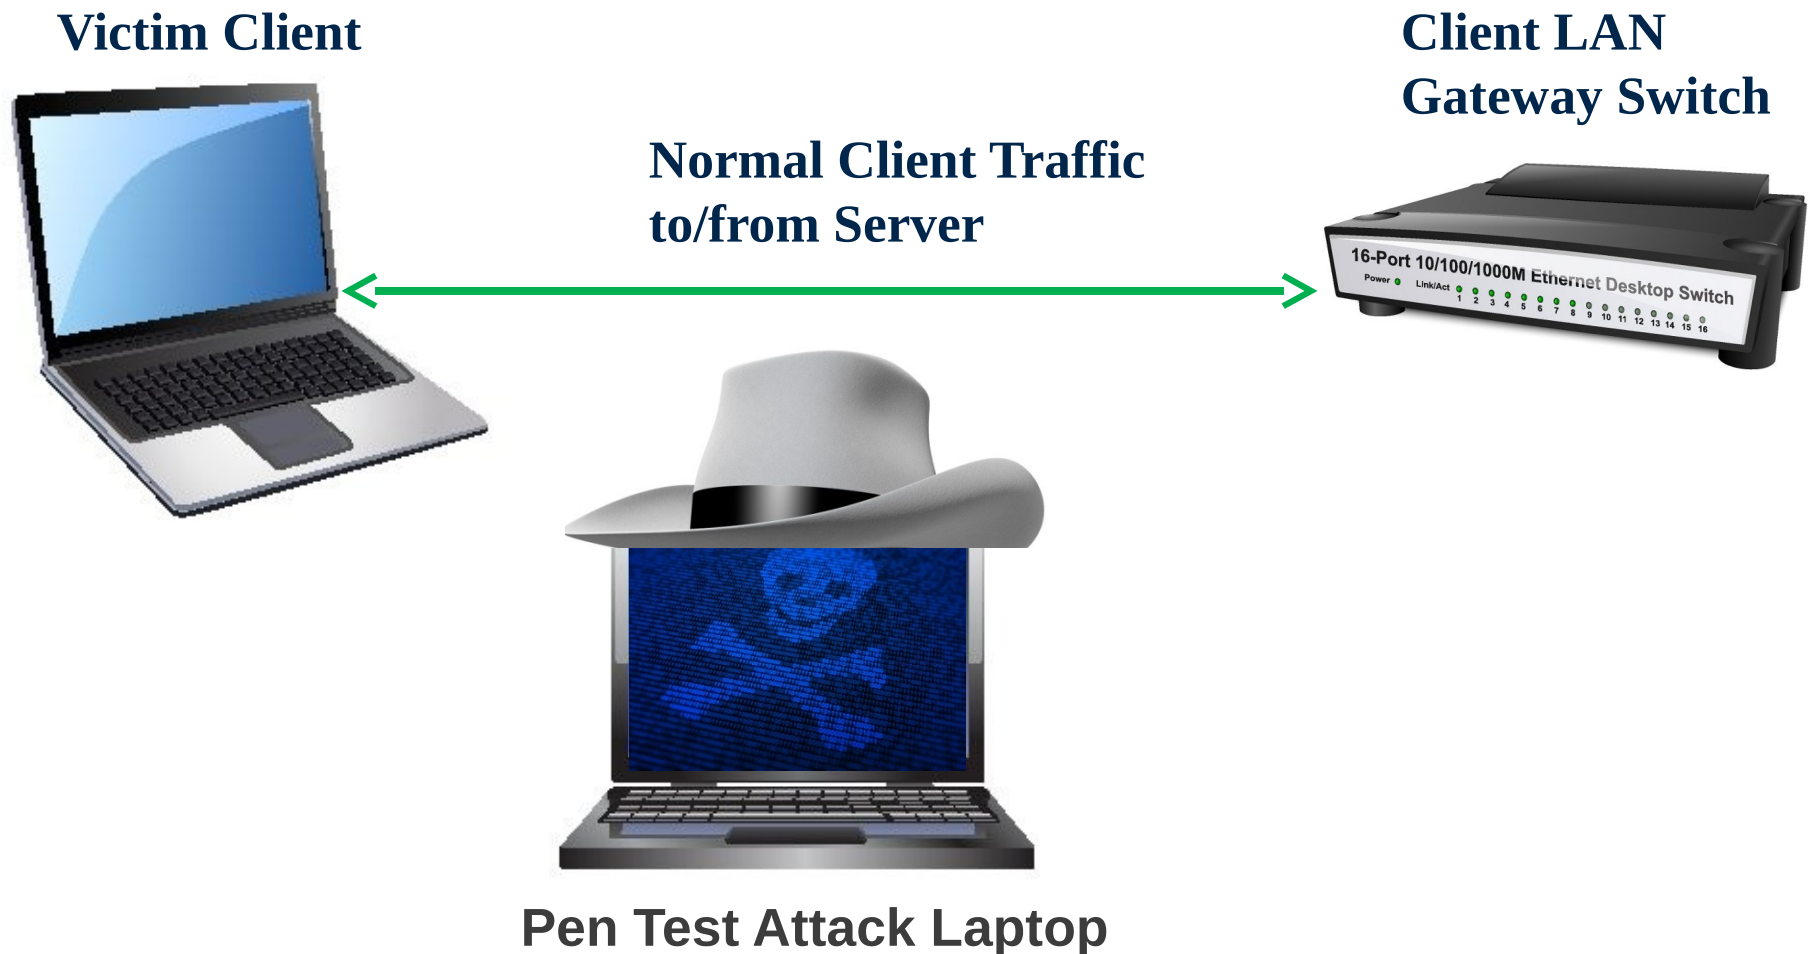 Victim Client
Client LAN
Gateway Switch
Normal Client Traffic
to/from Server
16-Port 10/100/1000M Ethernet Desktop Switch
Power
Link/Act
1 2 3 4 5 6 7 8 9 10 11 12 13 14 15 16
Pen Test Attack Laptop